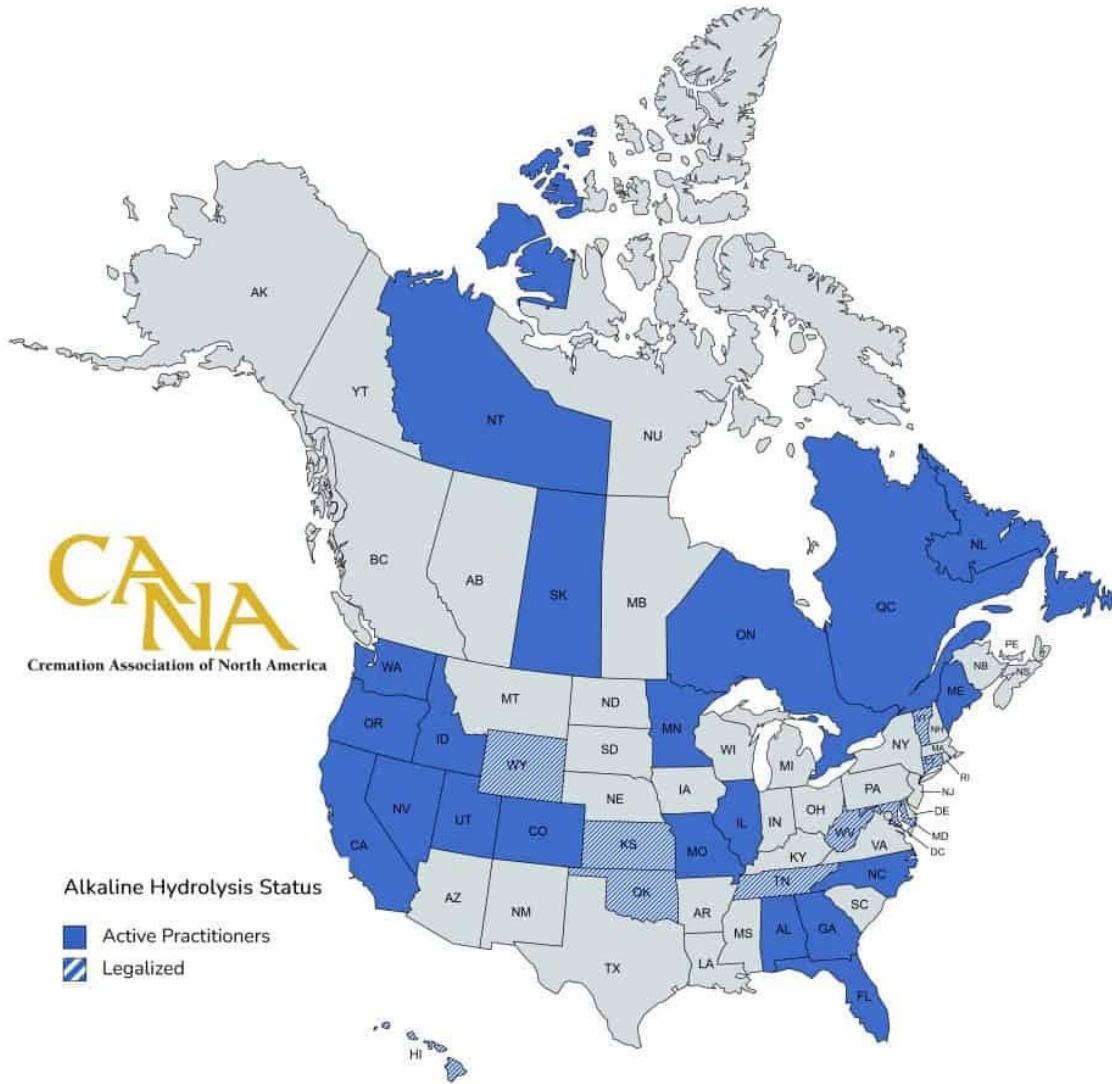 AK
YT
NT
NU
BC
AB
SK
MB
ON
QC
NL
PE
NB
NS
CANA
Cremation Association of North America
WA
OR
ID
MT
WY
ND
SD
NE
MN
IA
WI
MI
NY
VT
NH
ME
MA
CT
RI
NJ
PA
DE
MD
DC
CA
NV
UT
CO
KS
OK
MO
IL
IN
OH
KY
WV
VA
TN
NC
SC
AZ
NM
TX
AR
LA
MS
AL
GA
FL
HI
Alkaline Hydrolysis Status
Active Practitioners
Legalized